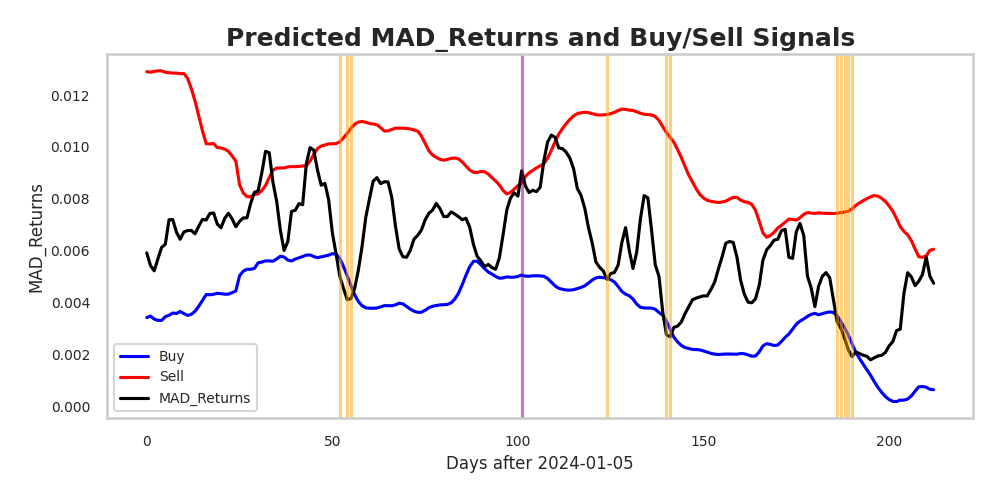 Predicted MAD_Returns and Buy/Sell Signals
0.012
0.010
0.008
0.006
0.004
0.002
0.000
MAD_Returns
Buy
Sell
MAD_Returns
0 50 100 150 200
Days after 2024-01-05